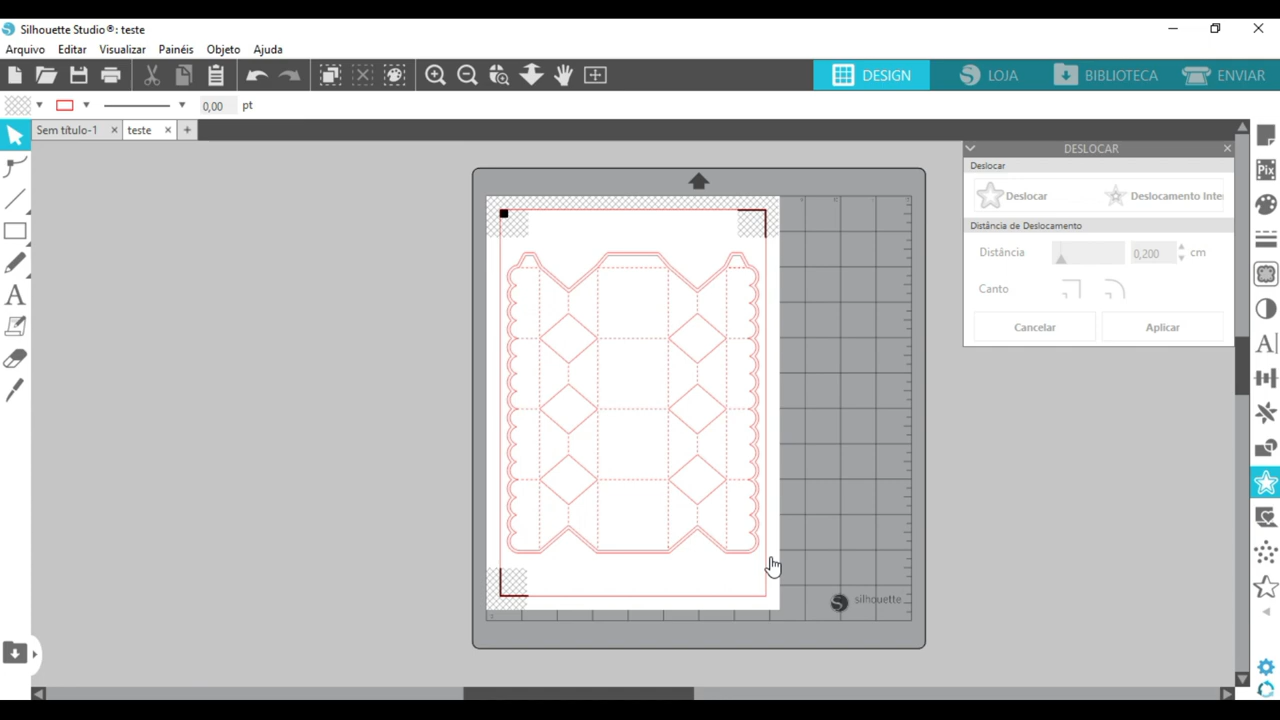 Silhouette Studio®: teste
Arquivo Editar Visualizar Painéis Objeto Ajuda
DESIGN LOJA BIBLIOTECA ENVIAR
0,00 pt
Sem título-1 × teste × +
DESLOCAR
Deslocar
Deslocar Deslocamento Inte
Distância de Deslocamento
Distância 0,200 cm
Canto
Cancelar Aplicar
Pix
A
A
silhouette